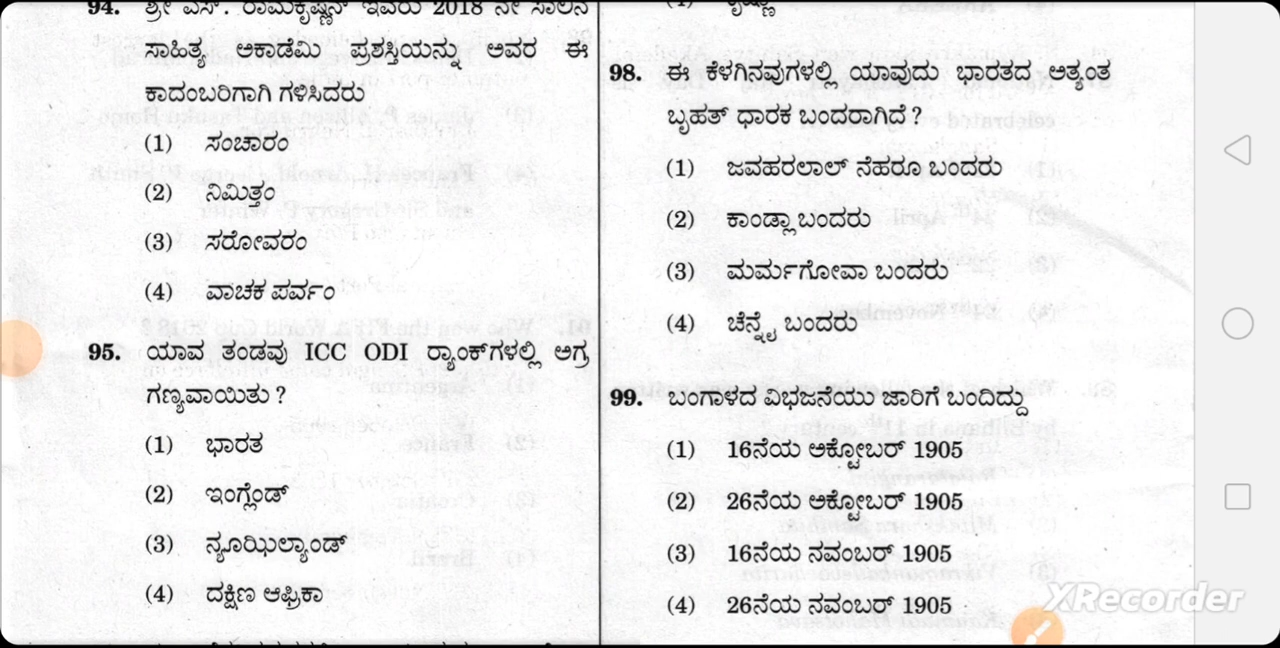 94. ಶ್ರೀ ಎಸ್. ರಾಮಕೃಷ್ಣನ್ ಇವರು 2018 ನೇ ಸಾಲಿನ
ಸಾಹಿತ್ಯ ಅಕಾಡೆಮಿ ಪ್ರಶಸ್ತಿಯನ್ನು ಅವರ ಈ
ಕಾದಂಬರಿಗಾಗಿ ಗಳಿಸಿದರು
(1) ಸಂಚಾರಂ
(2) ನಿಮಿತ್ತಂ
(3) ಸರೋವರಂ
(4) ವಾಚಕ ಪರ್ವಂ
95. ಯಾವ ತಂಡವು ICC ODI ರ‍್ಯಾಂಕ್‌ಗಳಲ್ಲಿ ಅಗ್ರ
ಗಣ್ಯವಾಯಿತು ?
(1) ಭಾರತ
(2) ಇಂಗ್ಲೆಂಡ್
(3) ನ್ಯೂಝಿಲ್ಯಾಂಡ್
(4) ದಕ್ಷಿಣ ಆಫ್ರಿಕಾ
98. ಈ ಕೆಳಗಿನವುಗಳಲ್ಲಿ ಯಾವುದು ಭಾರತದ ಅತ್ಯಂತ
ಬೃಹತ್ ಧಾರಕ ಬಂದರಾಗಿದೆ ?
(1) ಜವಹರಲಾಲ್ ನೆಹರೂ ಬಂದರು
(2) ಕಾಂಡ್ಲಾ ಬಂದರು
(3) ಮರ್ಮಗೋವಾ ಬಂದರು
(4) ಚೆನ್ನೈ ಬಂದರು
99. ಬಂಗಾಳದ ವಿಭಜನೆಯು ಜಾರಿಗೆ ಬಂದಿದ್ದು
(1) 16ನೆಯ ಅಕ್ಟೋಬರ್ 1905
(2) 26ನೆಯ ಅಕ್ಟೋಬರ್ 1905
(3) 16ನೆಯ ನವಂಬರ್ 1905
(4) 26ನೆಯ ನವಂಬರ್ 1905
XRecorder